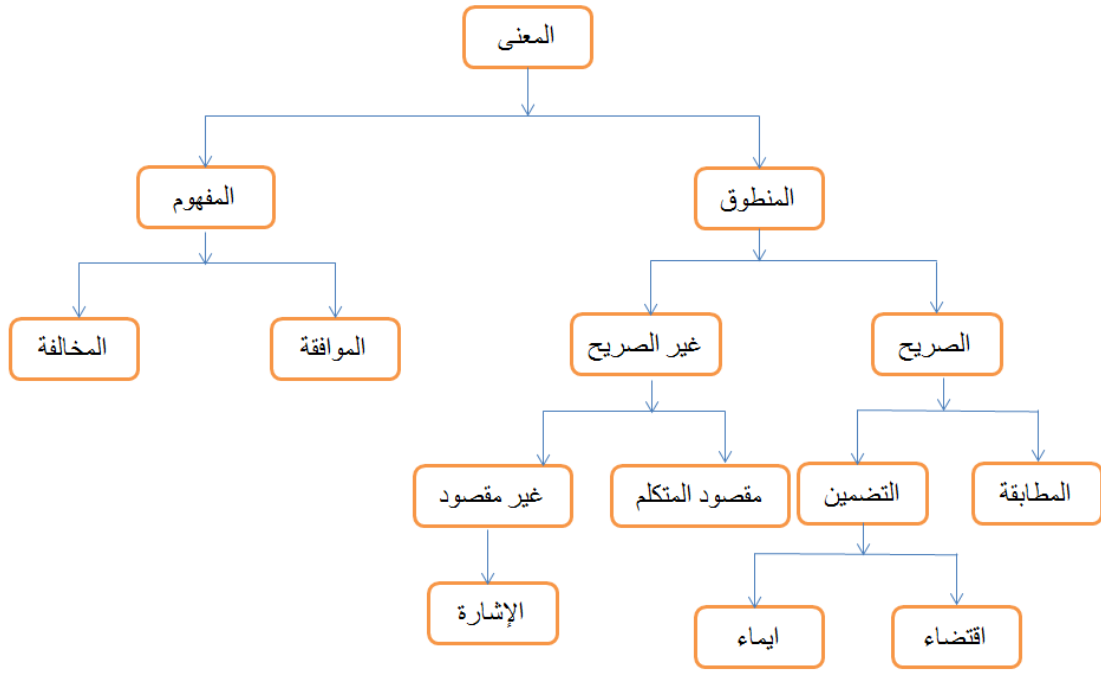 المعنى
المنطوق
المفهوم
الصريح
غير الصريح
الموافقة
المخالفة
المطابقة
التضمين
مقصود المتكلم
غير مقصود
اقتضاء
ايماء
الإشارة